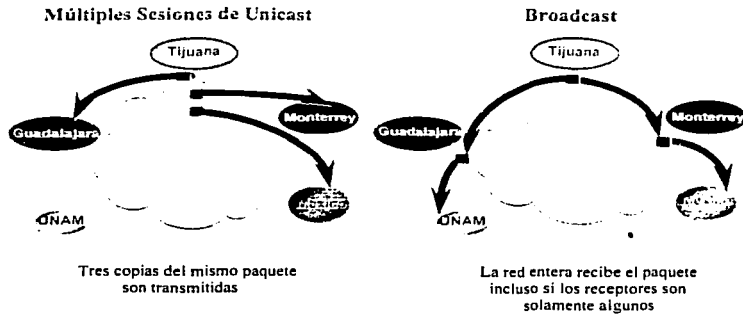 Múltiples Sesiones de Unicast
Tijuana
Guadalajara
Monterrey
UNAM
México
Tres copias del mismo paquete
son transmitidas
Broadcast
Tijuana
Guadalajara
Monterrey
UNAM
La red entera recibe el paquete
incluso si los receptores son
solamente algunos